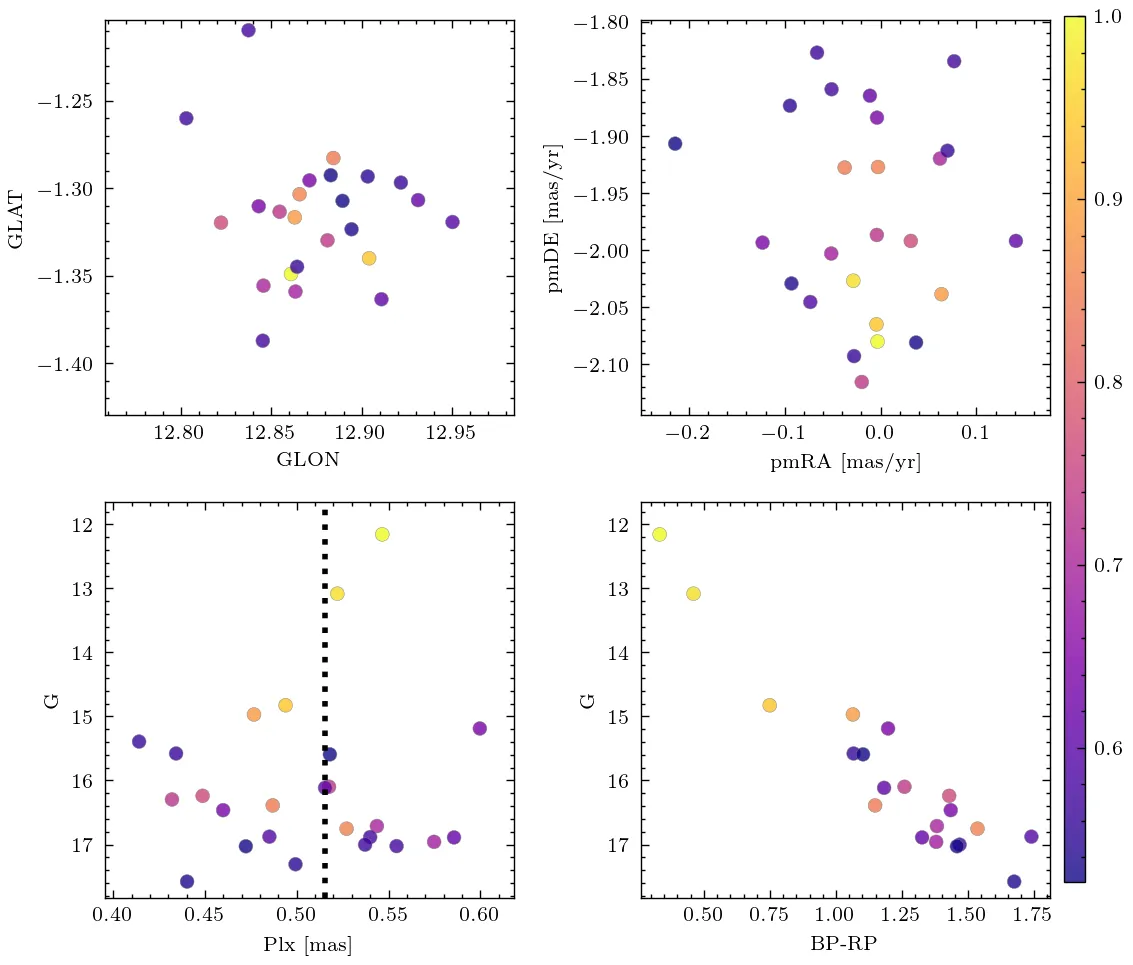 −1.25
−1.30
−1.35
−1.40
GLAT
12.80 12.85 12.90 12.95
GLON
−1.80
−1.85
−1.90
−1.95
−2.00
−2.05
−2.10
pmDE [mas/yr]
−0.2 −0.1 0.0 0.1
pmRA [mas/yr]
1.0
0.9
0.8
0.7
0.6
12
13
14
15
16
17
G
0.40 0.45 0.50 0.55 0.60
Plx [mas]
12
13
14
15
16
17
G
0.50 0.75 1.00 1.25 1.50 1.75
BP-RP